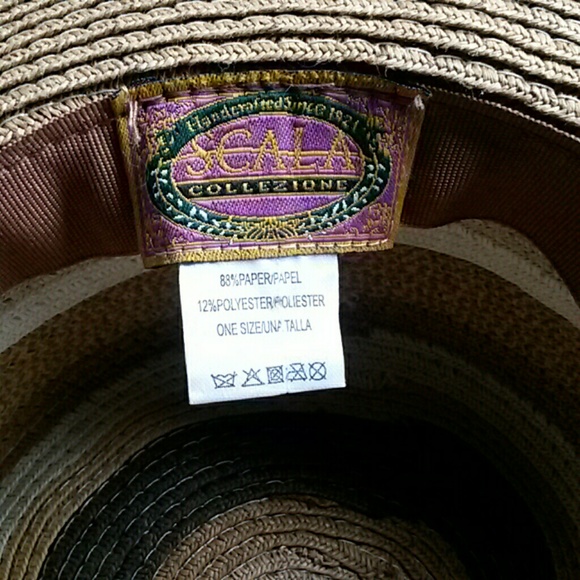 Handcrafted Since 1921
SCALA
COLLEZIONE
88%PAPER/PAPEL
12%POLYESTER/POLIESTER
ONE SIZE/UNA TALLA